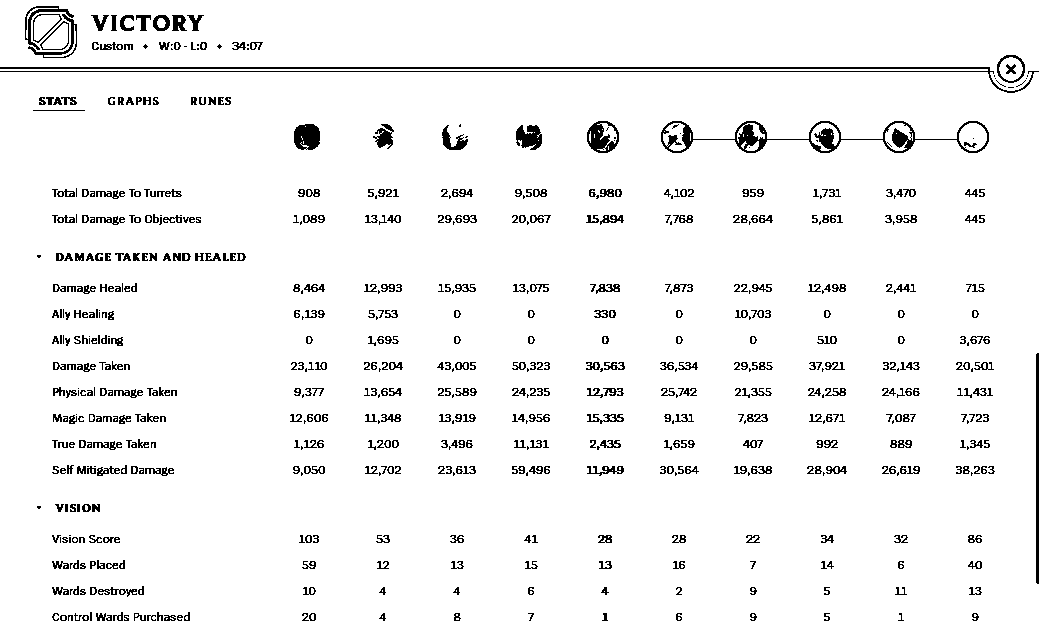 VICTORY
Custom • W:0 - L:0 • 34:07
STATS GRAPHS RUNES
Total Damage To Turrets 908 5,921 2,694 9,508 6,980 4,102 959 1,731 3,470 445
Total Damage To Objectives 1,089 13,140 29,693 20,067 15,894 7,768 28,664 5,861 3,958 445
DAMAGE TAKEN AND HEALED
Damage Healed 8,464 12,993 15,935 13,075 7,838 7,873 22,945 12,498 2,441 715
Ally Healing 6,139 5,753 0 0 330 0 10,703 0 0 0
Ally Shielding 0 1,695 0 0 0 0 0 510 0 3,676
Damage Taken 23,110 26,204 43,005 50,323 30,563 36,534 29,585 37,921 32,143 20,501
Physical Damage Taken 9,377 13,654 25,589 24,235 12,793 25,742 21,355 24,258 24,166 11,431
Magic Damage Taken 12,606 11,348 13,919 14,956 15,335 9,131 7,823 12,671 7,087 7,723
True Damage Taken 1,126 1,200 3,496 11,131 2,435 1,659 407 992 889 1,345
Self Mitigated Damage 9,050 12,702 23,613 59,496 11,949 30,564 19,638 28,904 26,619 38,263
VISION
Vision Score 103 53 36 41 28 28 22 34 32 86
Wards Placed 59 12 13 15 13 16 7 14 6 40
Wards Destroyed 10 4 4 6 4 2 9 5 11 13
Control Wards Purchased 20 4 8 7 1 6 9 5 1 9